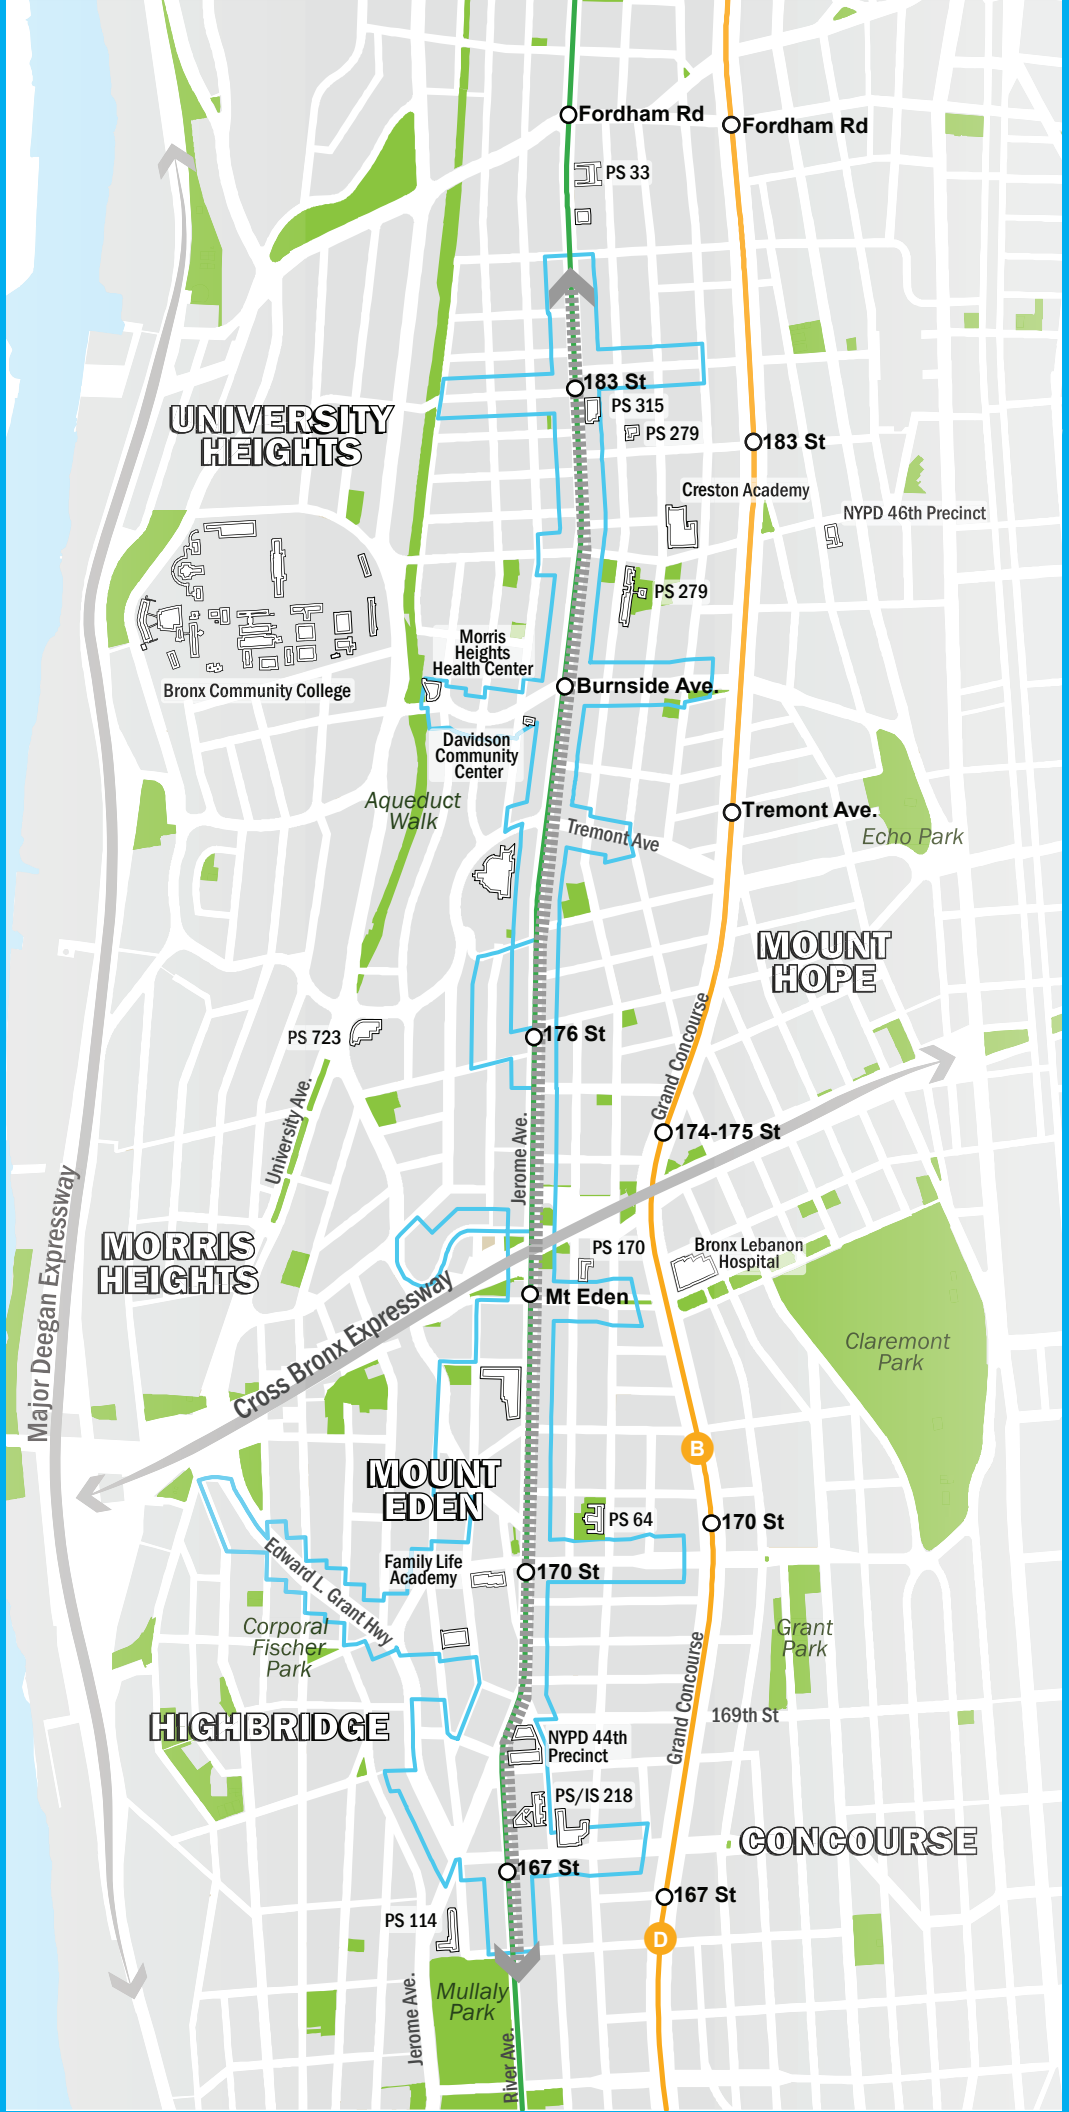 Fordham Rd
Fordham Rd
PS 33
183 St
PS 315
PS 279
183 St
UNIVERSITY
HEIGHTS
Creston Academy
NYPD 46th Precinct
PS 279
Morris
Heights
Health Center
Bronx Community College
Burnside Ave.
Davidson
Community
Center
Aqueduct
Walk
Tremont Ave.
Tremont Ave
Echo Park
MOUNT
HOPE
PS 723
176 St
Grand Concourse
University Ave.
Jerome Ave.
174-175 St
Major Deegan Expressway
MORRIS
HEIGHTS
PS 170
Bronx Lebanon
Hospital
Mt Eden
Cross Bronx Expressway
Claremont
Park
B
MOUNT
EDEN
PS 64
170 St
Edward L. Grant Hwy
Family Life
Academy
170 St
Corporal
Fischer
Park
Grant
Park
Grand Concourse
169th St
HIGHBRIDGE
NYPD 44th
Precinct
PS/IS 218
CONCOURSE
167 St
167 St
PS 114
D
Jerome Ave.
Mullaly
Park
River Ave.